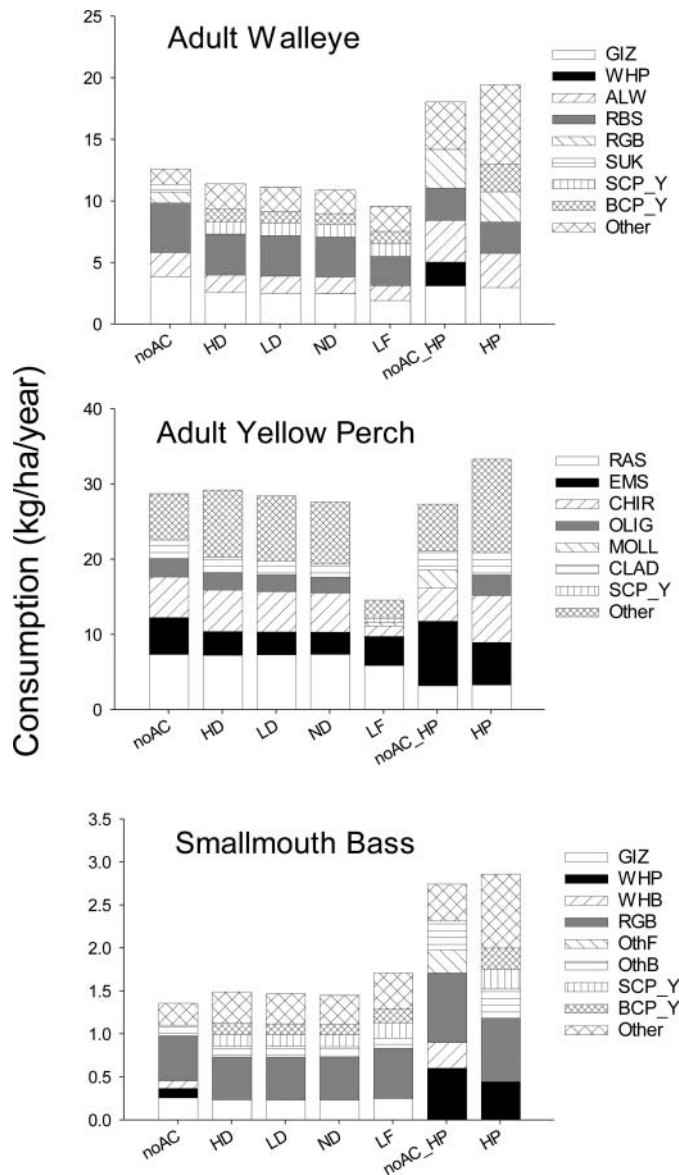 Consumption (kg/ha/year)
Adult Walleye
25
20
15
10
5
0
noAC
HD
LD
ND
LF
noAC_HP
HP
GIZ
WHP
ALW
RBS
RGB
SUK
SCP_Y
BCP_Y
Other
Adult Yellow Perch
40
30
20
10
0
noAC
HD
LD
ND
LF
noAC_HP
HP
RAS
EMS
CHIR
OLIG
MOLL
CLAD
SCP_Y
Other
Smallmouth Bass
3.5
3.0
2.5
2.0
1.5
1.0
0.5
0.0
noAC
HD
LD
ND
LF
noAC_HP
HP
GIZ
WHP
WHB
RGB
OthF
OthB
SCP_Y
BCP_Y
Other